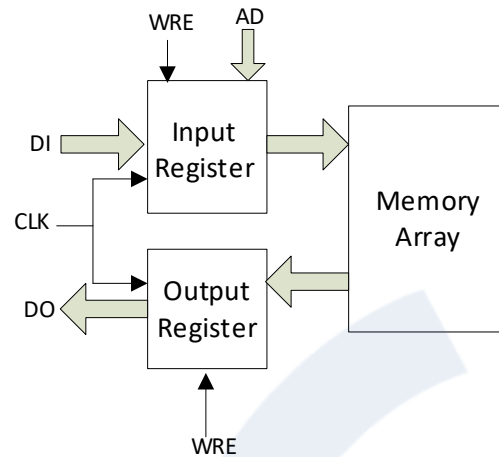 WRE
AD
DI
Input
Register
CLK
Memory
Array
DO
Output
Register
WRE